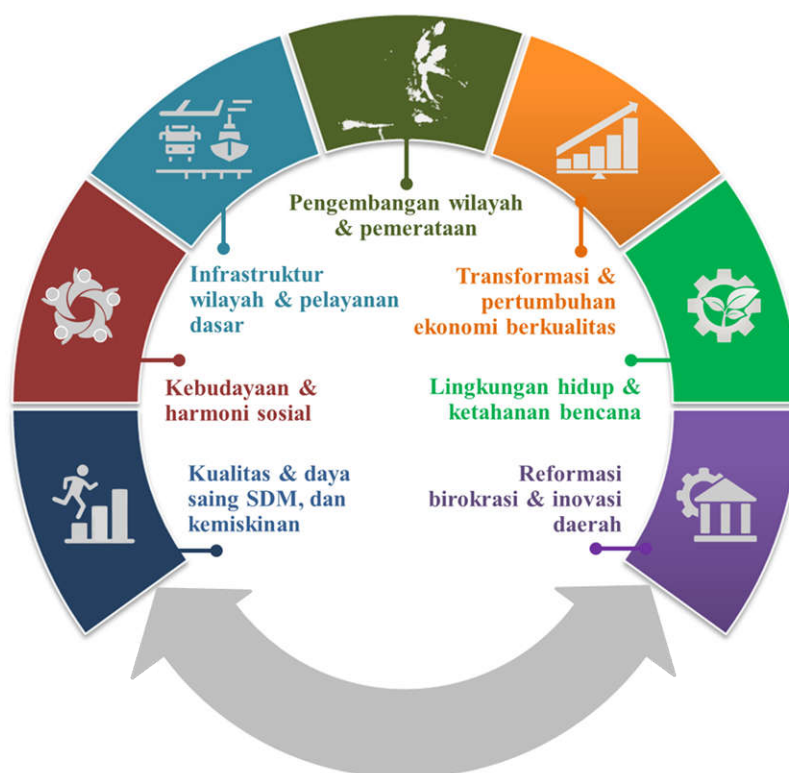 Pengembangan wilayah
& pemerataan
Infrastruktur
wilayah & pelayanan
dasar
Transformasi &
pertumbuhan
ekonomi berkualitas
Kebudayaan &
harmoni sosial
Lingkungan hidup &
ketahanan bencana
Kualitas & daya
saing SDM, dan
kemiskinan
Reformasi
birokrasi & inovasi
daerah